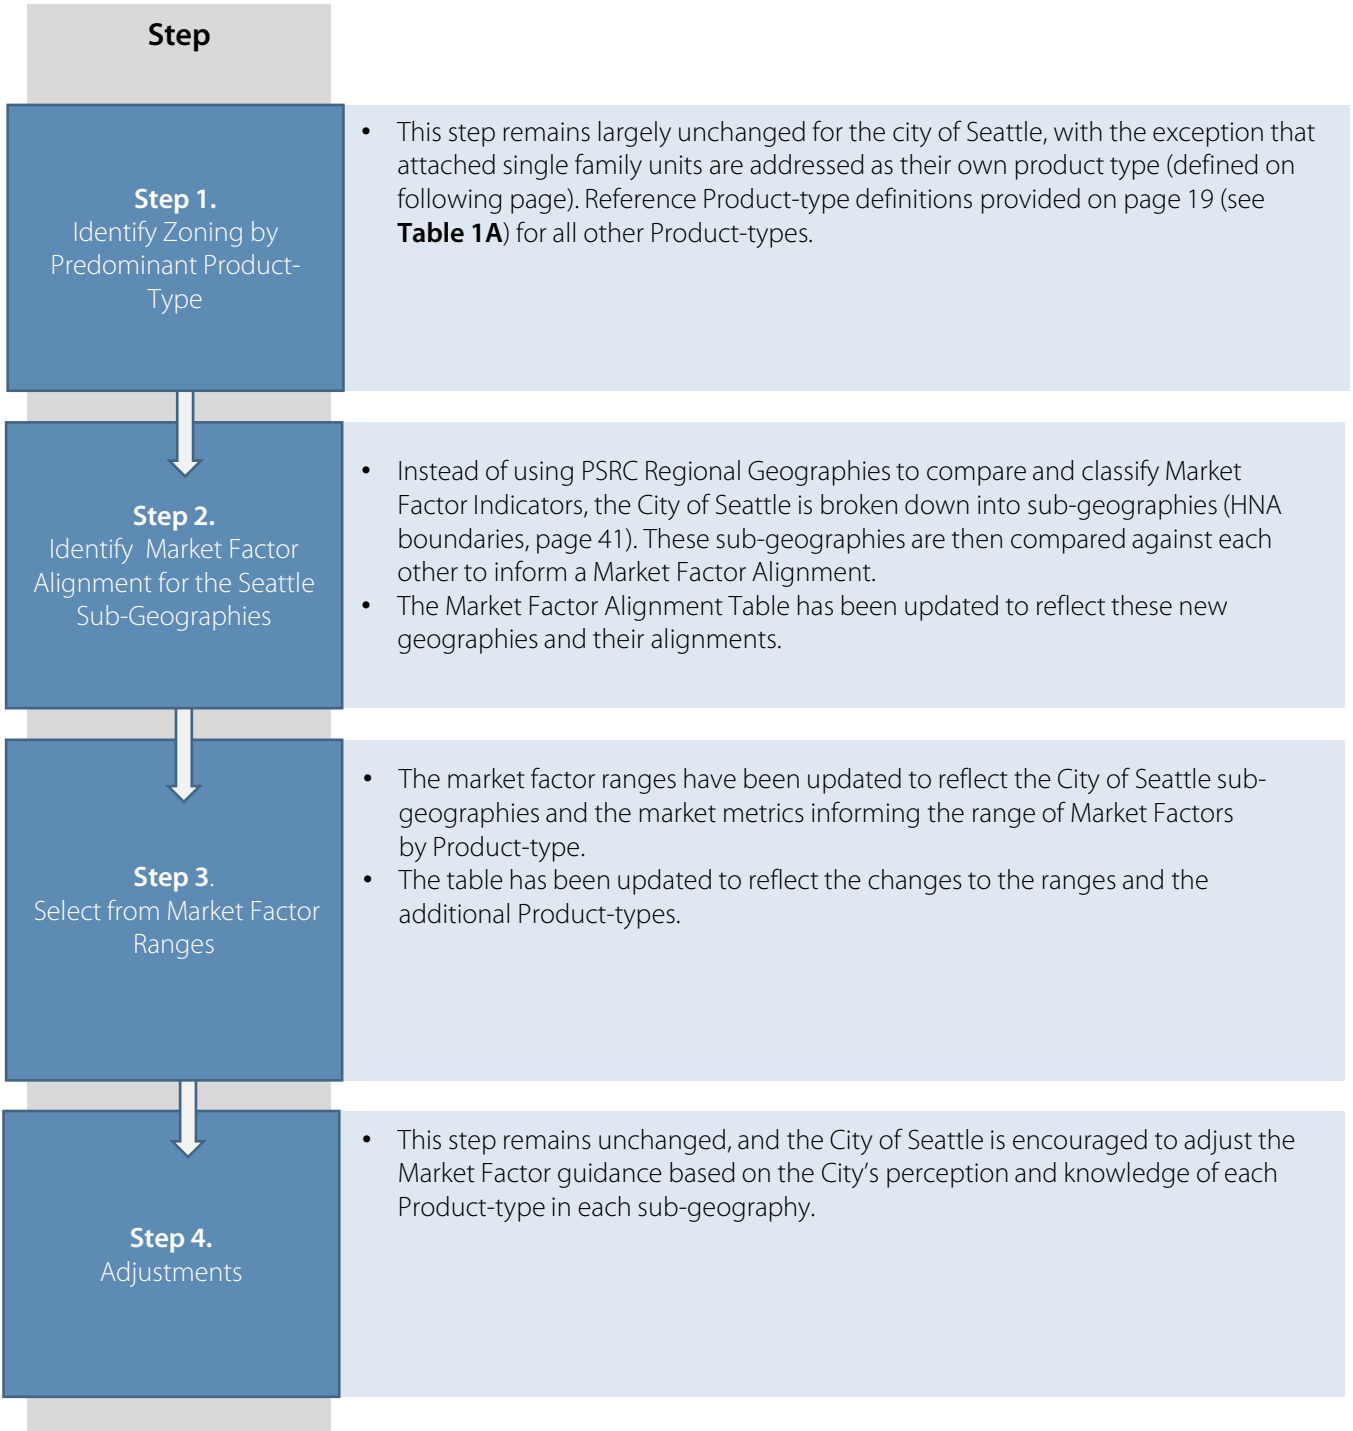 Step
Step 1.
Identify Zoning by
Predominant Product-
Type
• This step remains largely unchanged for the city of Seattle, with the exception that
attached single family units are addressed as their own product type (defined on
following page). Reference Product-type definitions provided on page 19 (see
Table 1A) for all other Product-types.
Step 2.
Identify Market Factor
Alignment for the Seattle
Sub-Geographies
• Instead of using PSRC Regional Geographies to compare and classify Market
Factor Indicators, the City of Seattle is broken down into sub-geographies (HNA
boundaries, page 41). These sub-geographies are then compared against each
other to inform a Market Factor Alignment.
• The Market Factor Alignment Table has been updated to reflect these new
geographies and their alignments.
Step 3.
Select from Market Factor
Ranges
• The market factor ranges have been updated to reflect the City of Seattle sub-
geographies and the market metrics informing the range of Market Factors
by Product-type.
• The table has been updated to reflect the changes to the ranges and the
additional Product-types.
Step 4.
Adjustments
• This step remains unchanged, and the City of Seattle is encouraged to adjust the
Market Factor guidance based on the City’s perception and knowledge of each
Product-type in each sub-geography.